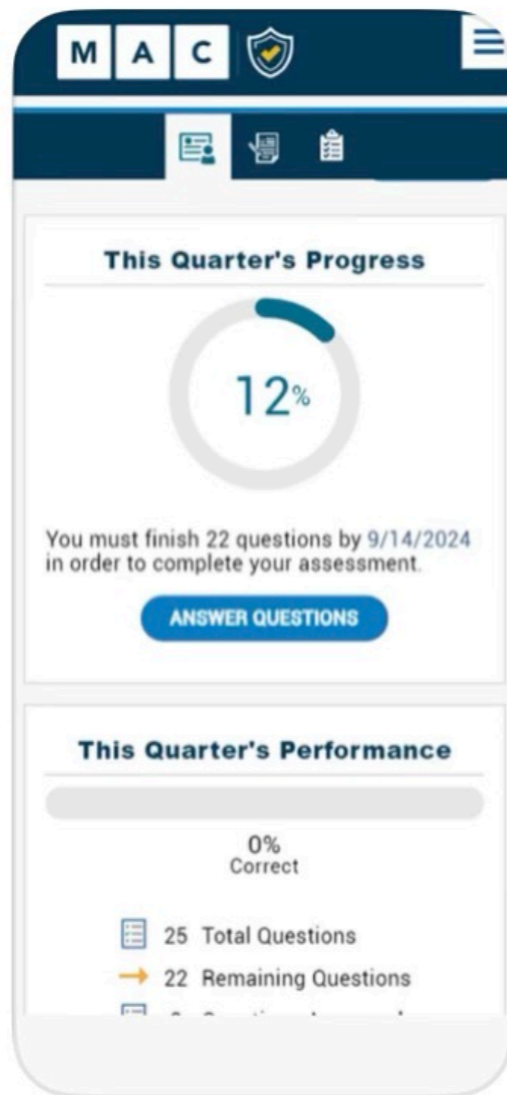 MAC
This Quarter's Progress
12%
You must finish 22 questions by 9/14/2024
in order to complete your assessment.
ANSWER QUESTIONS
This Quarter's Performance
0%
Correct
25 Total Questions
22 Remaining Questions